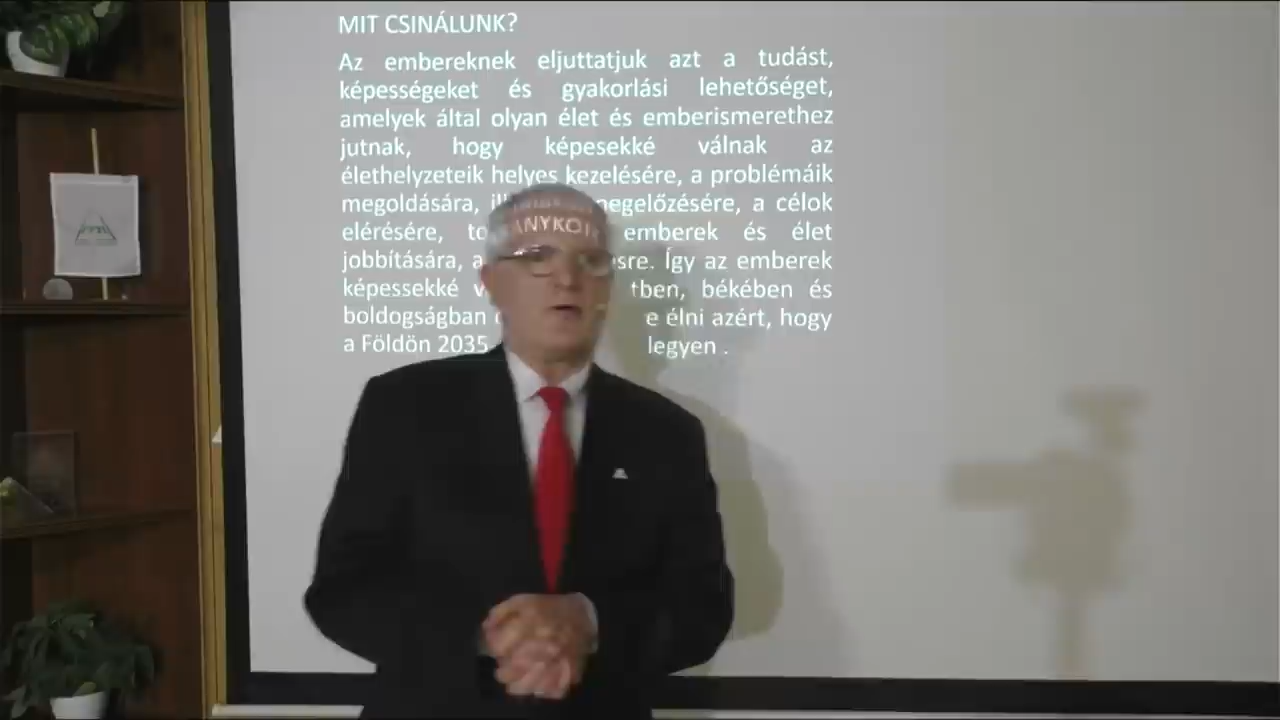 MIT CSINÁLUNK?
Az embereknek eljuttatjuk azt a tudást,
képességeket és gyakorlási lehetőséget,
amelyek által olyan élet és emberismerethez
jutnak, hogy képesekké válnak az
élethelyzeteik helyes kezelésére, a problémáik
megoldására, megelőzésére, a célok
elérésére, emberek és élet
jobbítására, Így az emberek
képessekké békében és
boldogságban élni azért, hogy
a Földön 2035 legyen .